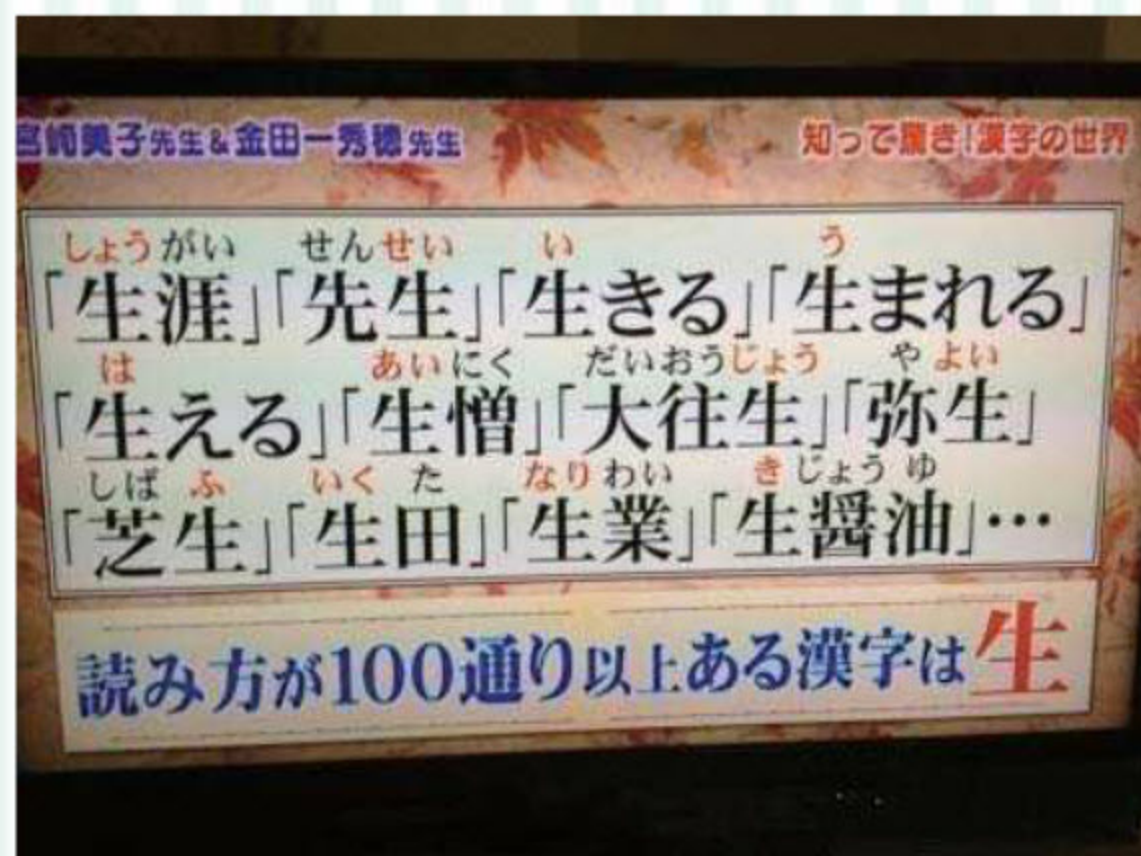 宮崎美子先生&金田一秀穂先生
知って驚き!漢字の世界
しょうがい せんせい い う
「生涯」「先生」「生きる」「生まれる」
は あいにく だいおうじょう やよい
「生える」「生憎」「大往生」「弥生」
しばふ いくた なりわい きじょうゆ
「芝生」「生田」「生業」「生醤油」…
読み方が100通り以上ある漢字は生